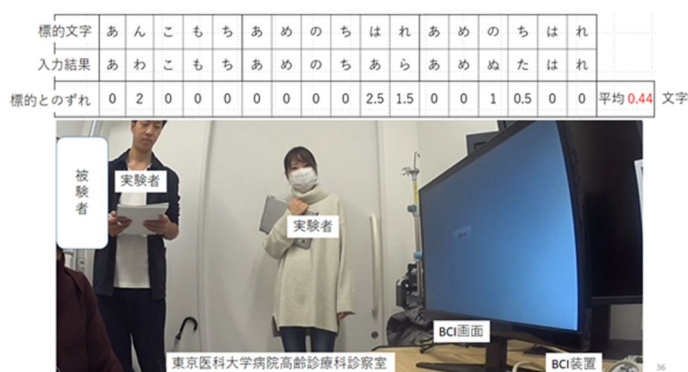 標的文字 あ ん こ も ち あ め の ち は れ あ め の ち は れ
入力結果 あ わ こ も ち あ め の ち あ ら あ め ぬ た は れ
標的とのずれ 0 2 0 0 0 0 0 0 0 2.5 1.5 0 0 1 0.5 0 0 平均 0.44 文字
被験者
実験者
実験者
BCI画面
東京医科大学病院高齢診療科診察室
BCI装置
36